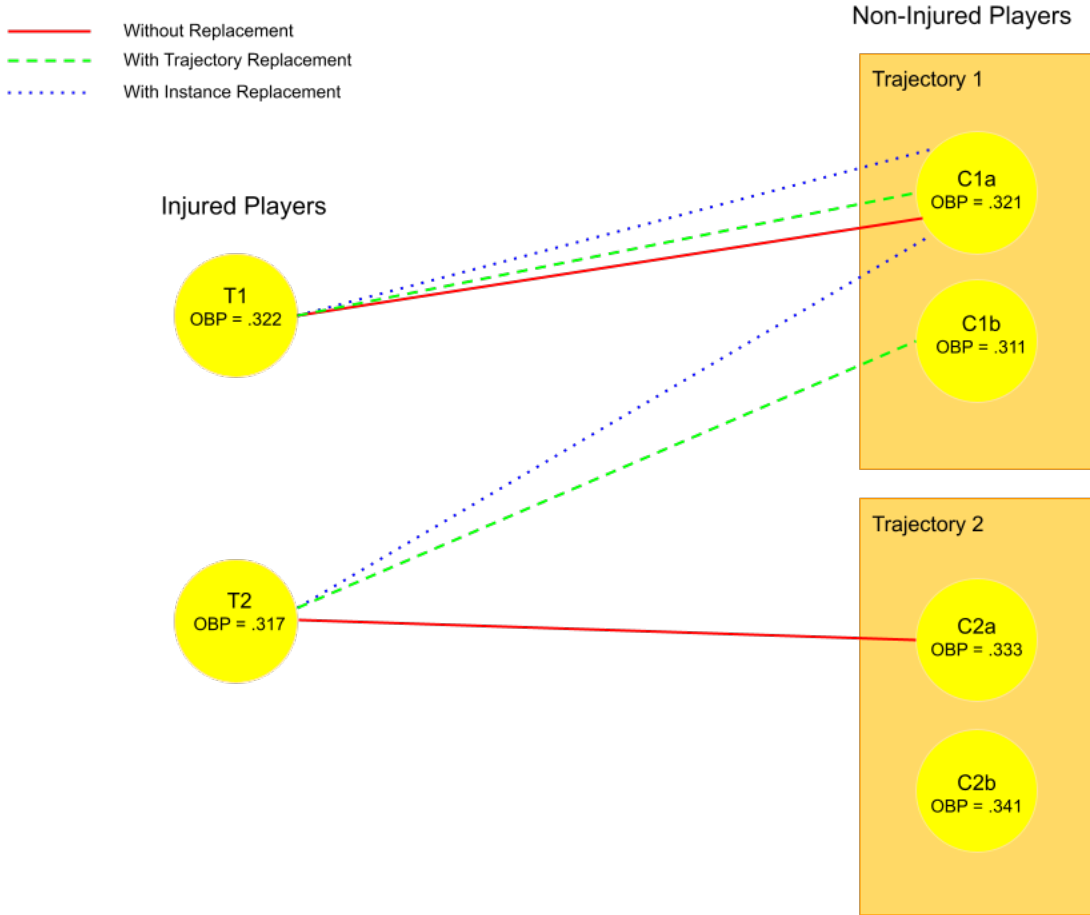 Without Replacement
With Trajectory Replacement
With Instance Replacement
Non-Injured Players
Trajectory 1
C1a
OBP = .321
Injured Players
T1
OBP = .322
C1b
OBP = .311
Trajectory 2
T2
OBP = .317
C2a
OBP = .333
C2b
OBP = .341